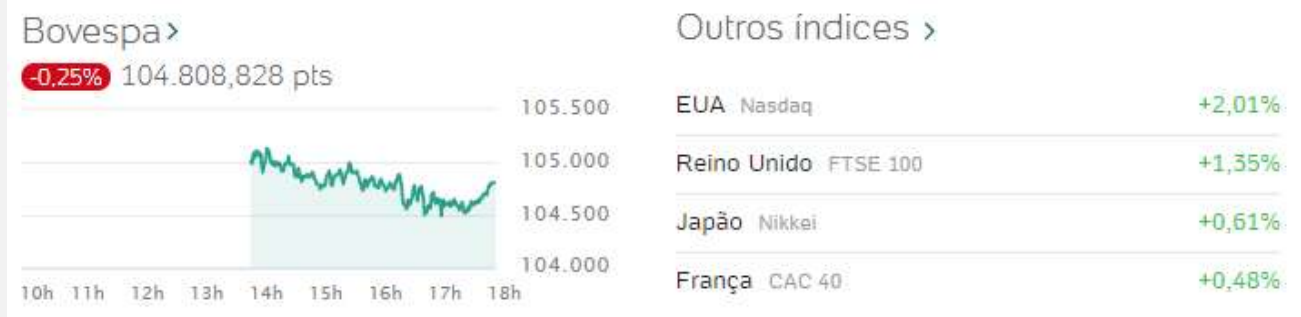 Bovespa>
-0,25% 104.808,828 pts
105.500
105.000
104.500
104.000
10h 11h 12h 13h 14h 15h 16h 17h 18h
Outros índices >
EUA Nasdaq +2,01%
Reino Unido FTSE 100 +1,35%
Japão Nikkei +0,61%
França CAC 40 +0,48%